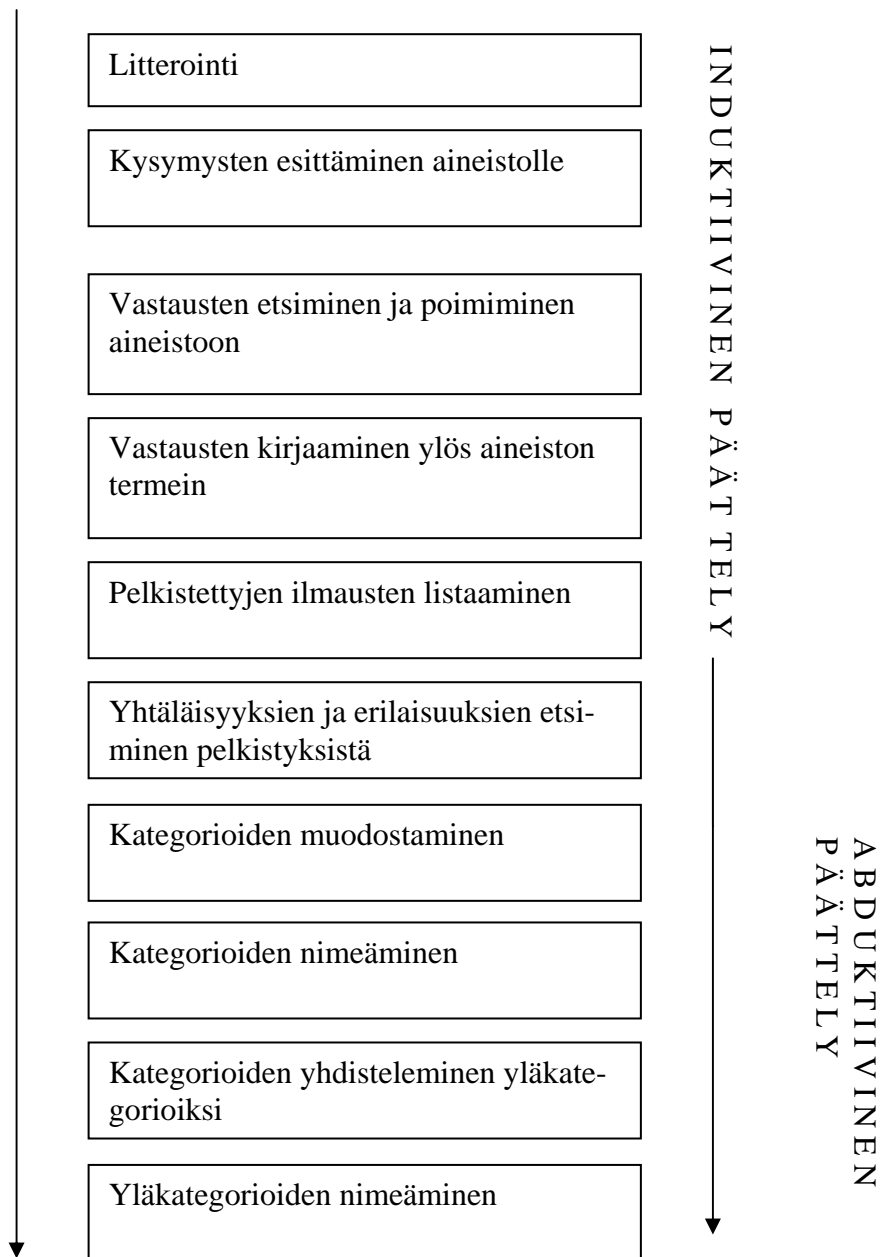 Litterointi
Kysymysten esittäminen aineistolle
Vastausten etsiminen ja poimiminen
aineistoon
Vastausten kirjaaminen ylös aineiston
termein
Pelkistettyjen ilmausten listaaminen
Yhtäläisyyksien ja erilaisuuksien etsi-
minen pelkistyksistä
Kategorioiden muodostaminen
Kategorioiden nimeäminen
Kategorioiden yhdisteleminen yläkate-
gorioiksi
Yläkategorioiden nimeäminen
INDUKTIIVINEN PÄÄTTELY
ABDUKTIIVINEN
PÄÄTTELY